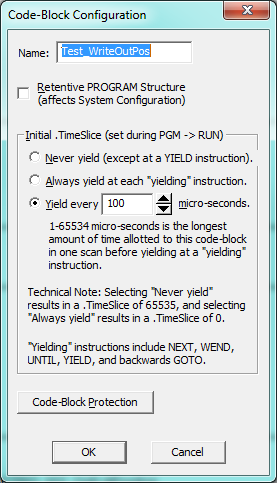 Code-Block Configuration
Name: Test_WriteOutPos
Retentive PROGRAM Structure
(affects System Configuration)
Initial .TimeSlice (set during PGM -> RUN)
Never yield (except at a YIELD instruction).
Always yield at each "yielding" instruction.
Yield every 100 micro-seconds.
1-65534 micro-seconds is the longest
amount of time allotted to this code-block
in one scan before yielding at a "yielding"
instruction.
Technical Note: Selecting "Never yield"
results in a .TimeSlice of 65535, and selecting
"Always yield" results in a .TimeSlice of 0.
"Yielding" instructions include NEXT, WEND,
UNTIL, YIELD, and backwards GOTO.
Code-Block Protection
OK Cancel